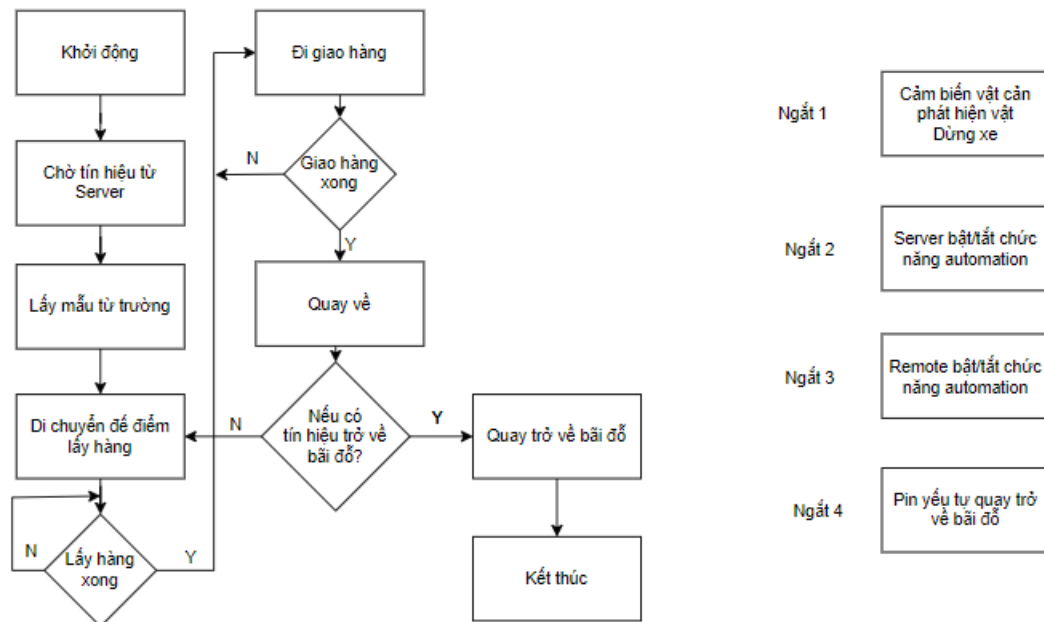 Khởi động
Chờ tín hiệu từ
Server
Lấy mẫu từ trường
Di chuyển đế điểm
lấy hàng
N
Lấy hàng
xong
Y
Đi giao hàng
N
Giao hàng
xong
Y
Quay về
N
Nếu có
tín hiệu trở về
bãi đỗ?
Y
Quay trở về bãi đỗ
Kết thúc
Ngắt 1
Cảm biến vật cản
phát hiện vật
Dừng xe
Ngắt 2
Server bật/tắt chức
năng automation
Ngắt 3
Remote bật/tắt chức
năng automation
Ngắt 4
Pin yếu tự quay trở
về bãi đỗ